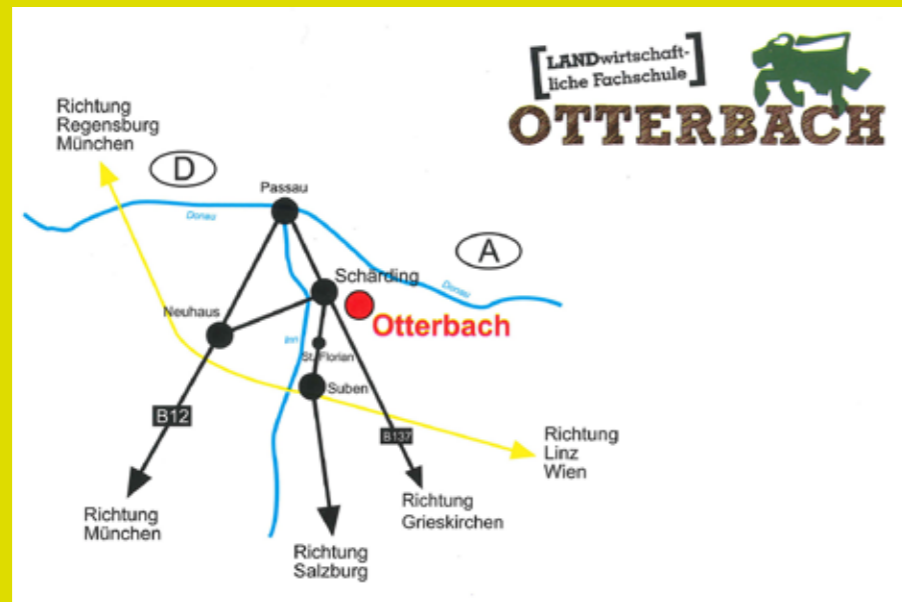 [LANDwirtschaft-
liche Fachschule]
OTTERBACH
Richtung
Regensburg
München
D
Passau
Donau
A
Schärding
Donau
Neuhaus
Otterbach
Inn
St. Florian
Suben
B12
B137
Richtung
Linz
Wien
Richtung
München
Richtung
Grieskirchen
Richtung
Salzburg